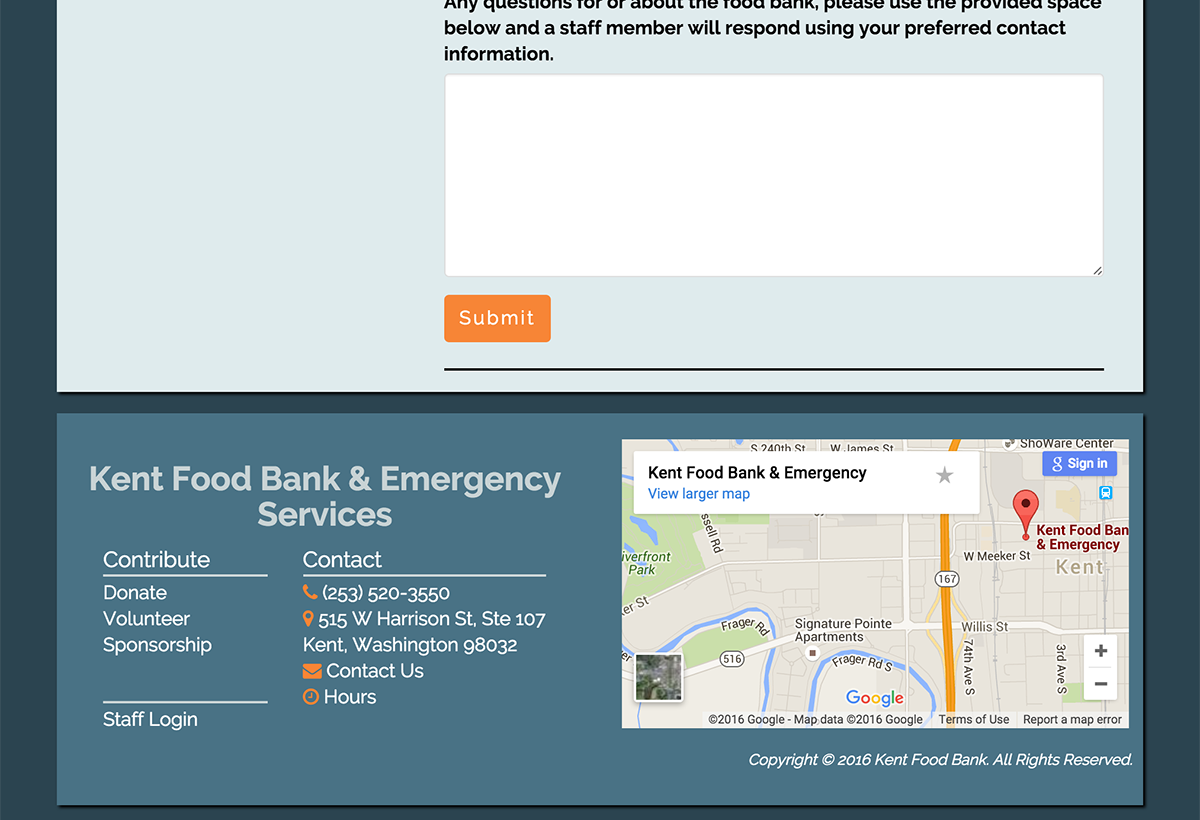 Any questions for or about the food bank, please use the provided space
below and a staff member will respond using your preferred contact
information.
Submit
Kent Food Bank & Emergency
Services
Contribute
Donate
Volunteer
Sponsorship
Staff Login
Contact
(253) 520-3550
515 W Harrison St, Ste 107
Kent, Washington 98032
Contact Us
Hours
S 240th St
W James St
ShoWare Center
Kent Food Bank & Emergency
View larger map
Sign in
ssell Rd
Kent Food Ban
& Emergency
W Meeker St
Kent
iverfront
Park
167
er St
Frager Rd
Signature Pointe
Apartments
Willis St
516
Frager Rd S
74th Ave S
3rd Ave S
Google
©2016 Google - Map data ©2016 Google
Terms of Use
Report a map error
Copyright © 2016 Kent Food Bank. All Rights Reserved.